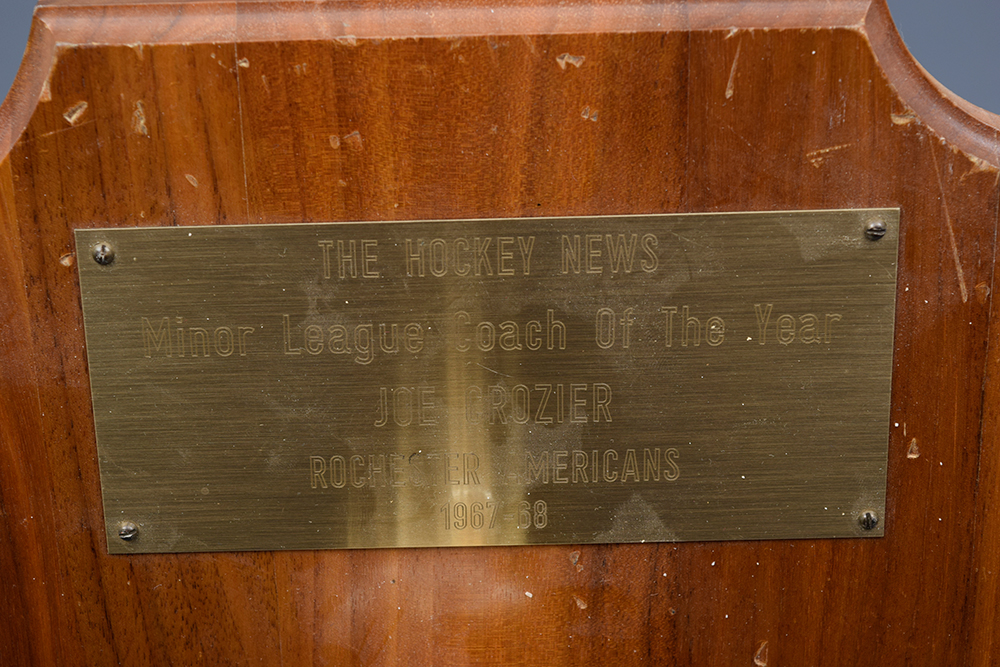 THE HOCKEY NEWS
Minor League Coach Of The Year
JOE CROZIER
ROCHESTER AMERICANS
1967-68